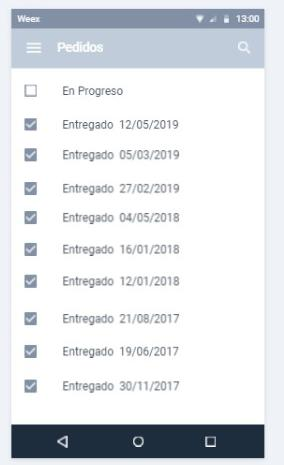 Weex 13:00
Pedidos
En Progreso
Entregado 12/05/2019
Entregado 05/03/2019
Entregado 27/02/2019
Entregado 04/05/2018
Entregado 16/01/2018
Entregado 12/01/2018
Entregado 21/08/2017
Entregado 19/06/2017
Entregado 30/11/2017